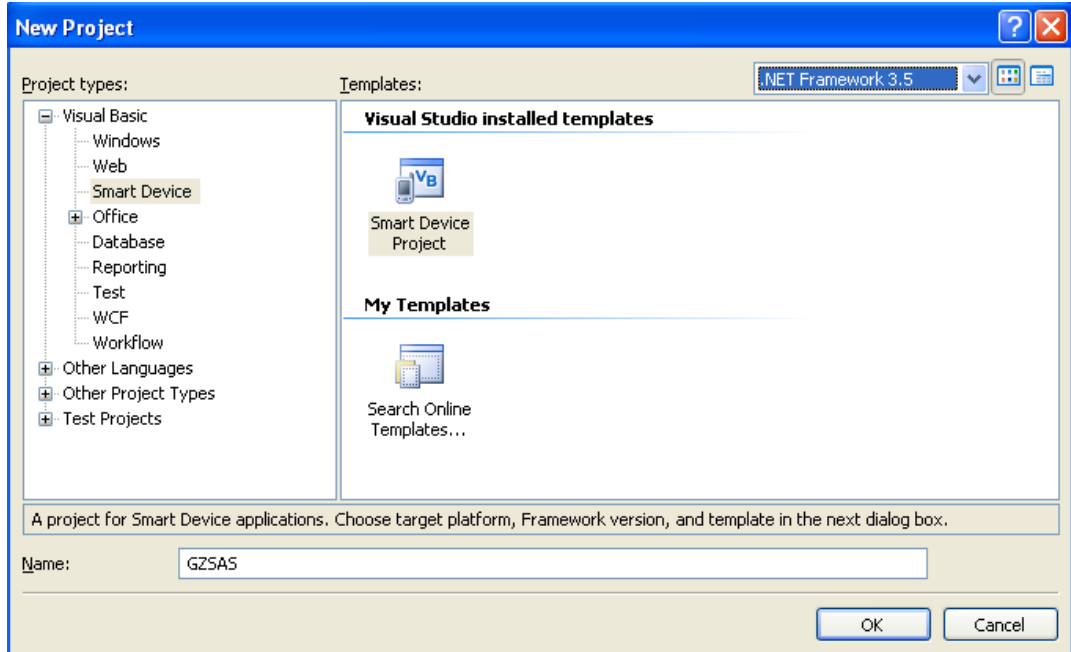 New Project
Project types:
Templates:
.NET Framework 3.5
Visual Basic
Windows
Web
Smart Device
Office
Database
Reporting
Test
WCF
Workflow
Other Languages
Other Project Types
Test Projects
Visual Studio installed templates
VB
Smart Device
Project
My Templates
Search Online
Templates...
A project for Smart Device applications. Choose target platform, Framework version, and template in the next dialog box.
Name:
GZSAS
OK
Cancel